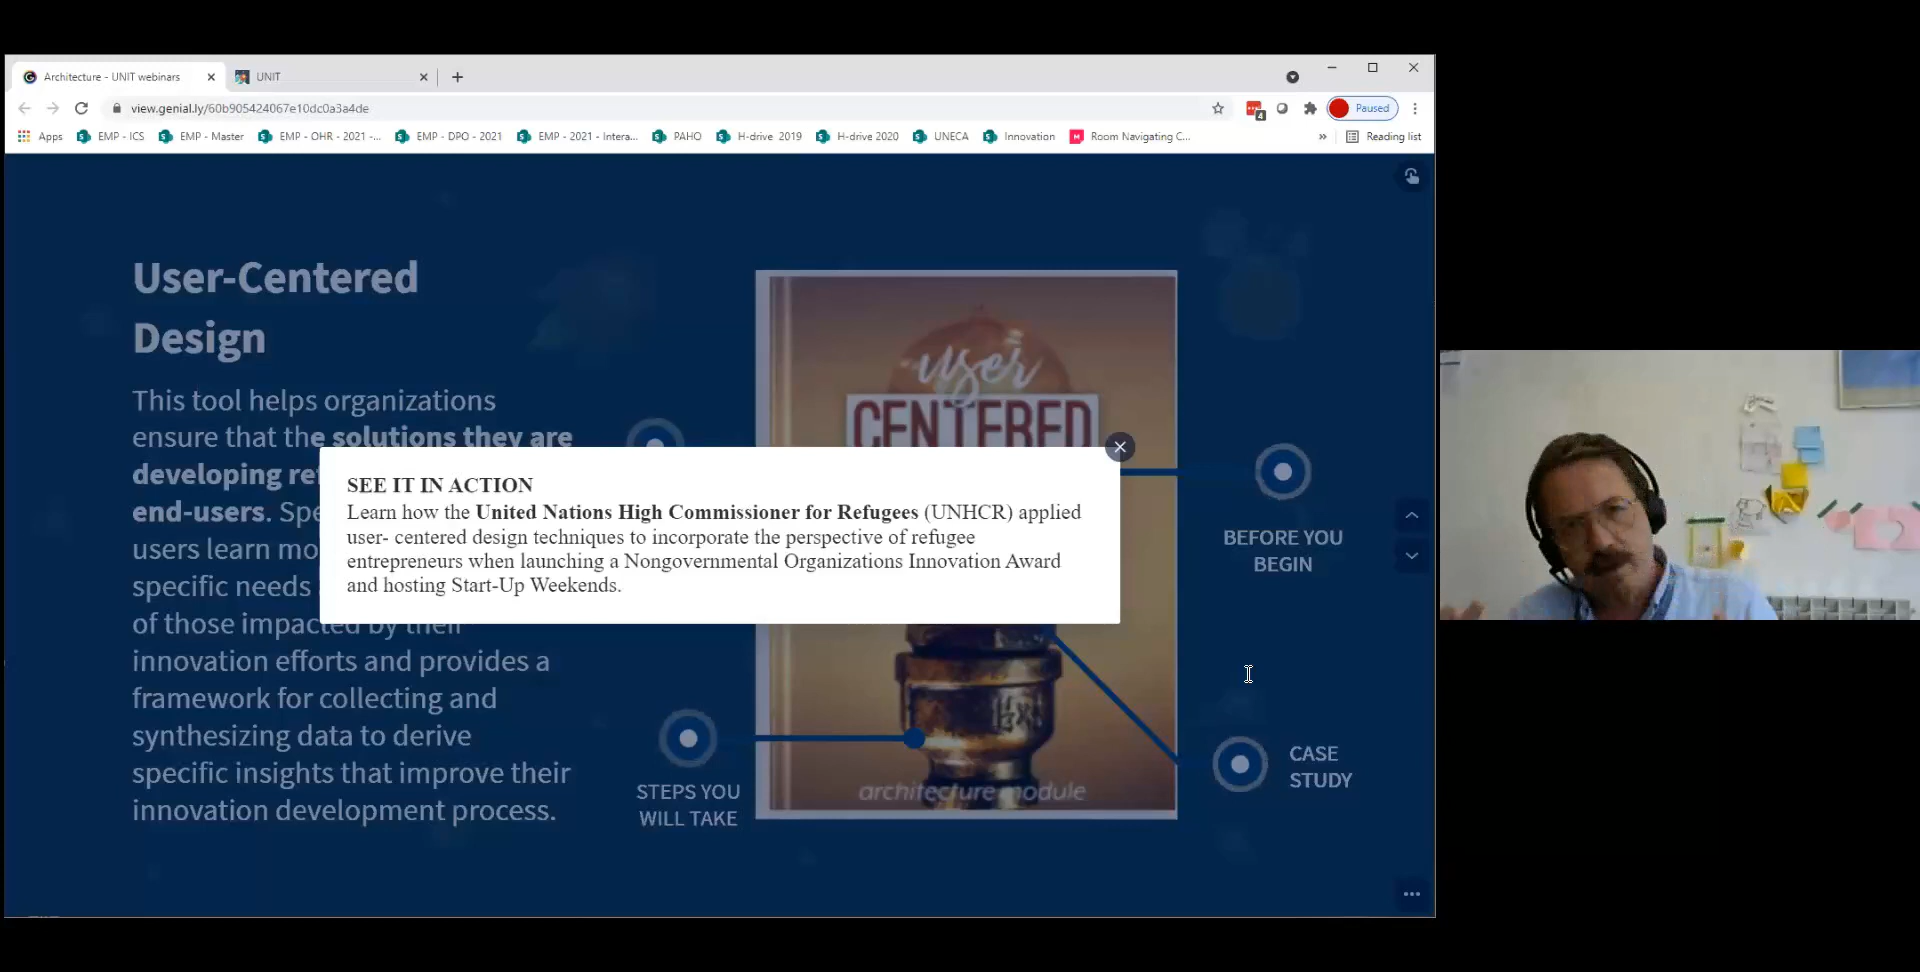 Architecture - UNIT webinars
UNIT
view.genial.ly/60b905424067e10dc0a3a4de
4
Paused
Apps
EMP - ICS
EMP - Master
EMP - OHR - 2021 -...
EMP - DPO - 2021
EMP - 2021 - Intera...
PAHO
H-drive 2019
H-drive 2020
UNECA
Innovation
Room Navigating C...
»
Reading list
User-Centered
Design
This tool helps organizations
ensure that the solutions they are
developing ref
end-users. Spe
users learn mo
specific needs
of those impacted by their
innovation efforts and provides a
framework for collecting and
synthesizing data to derive
specific insights that improve their
innovation development process.
user
CENTERED
SEE IT IN ACTION
Learn how the United Nations High Commissioner for Refugees (UNHCR) applied
user- centered design techniques to incorporate the perspective of refugee
entrepreneurs when launching a Nongovernmental Organizations Innovation Award
and hosting Start-Up Weekends.
BEFORE YOU
BEGIN
STEPS YOU
WILL TAKE
architecture module
CASE
STUDY